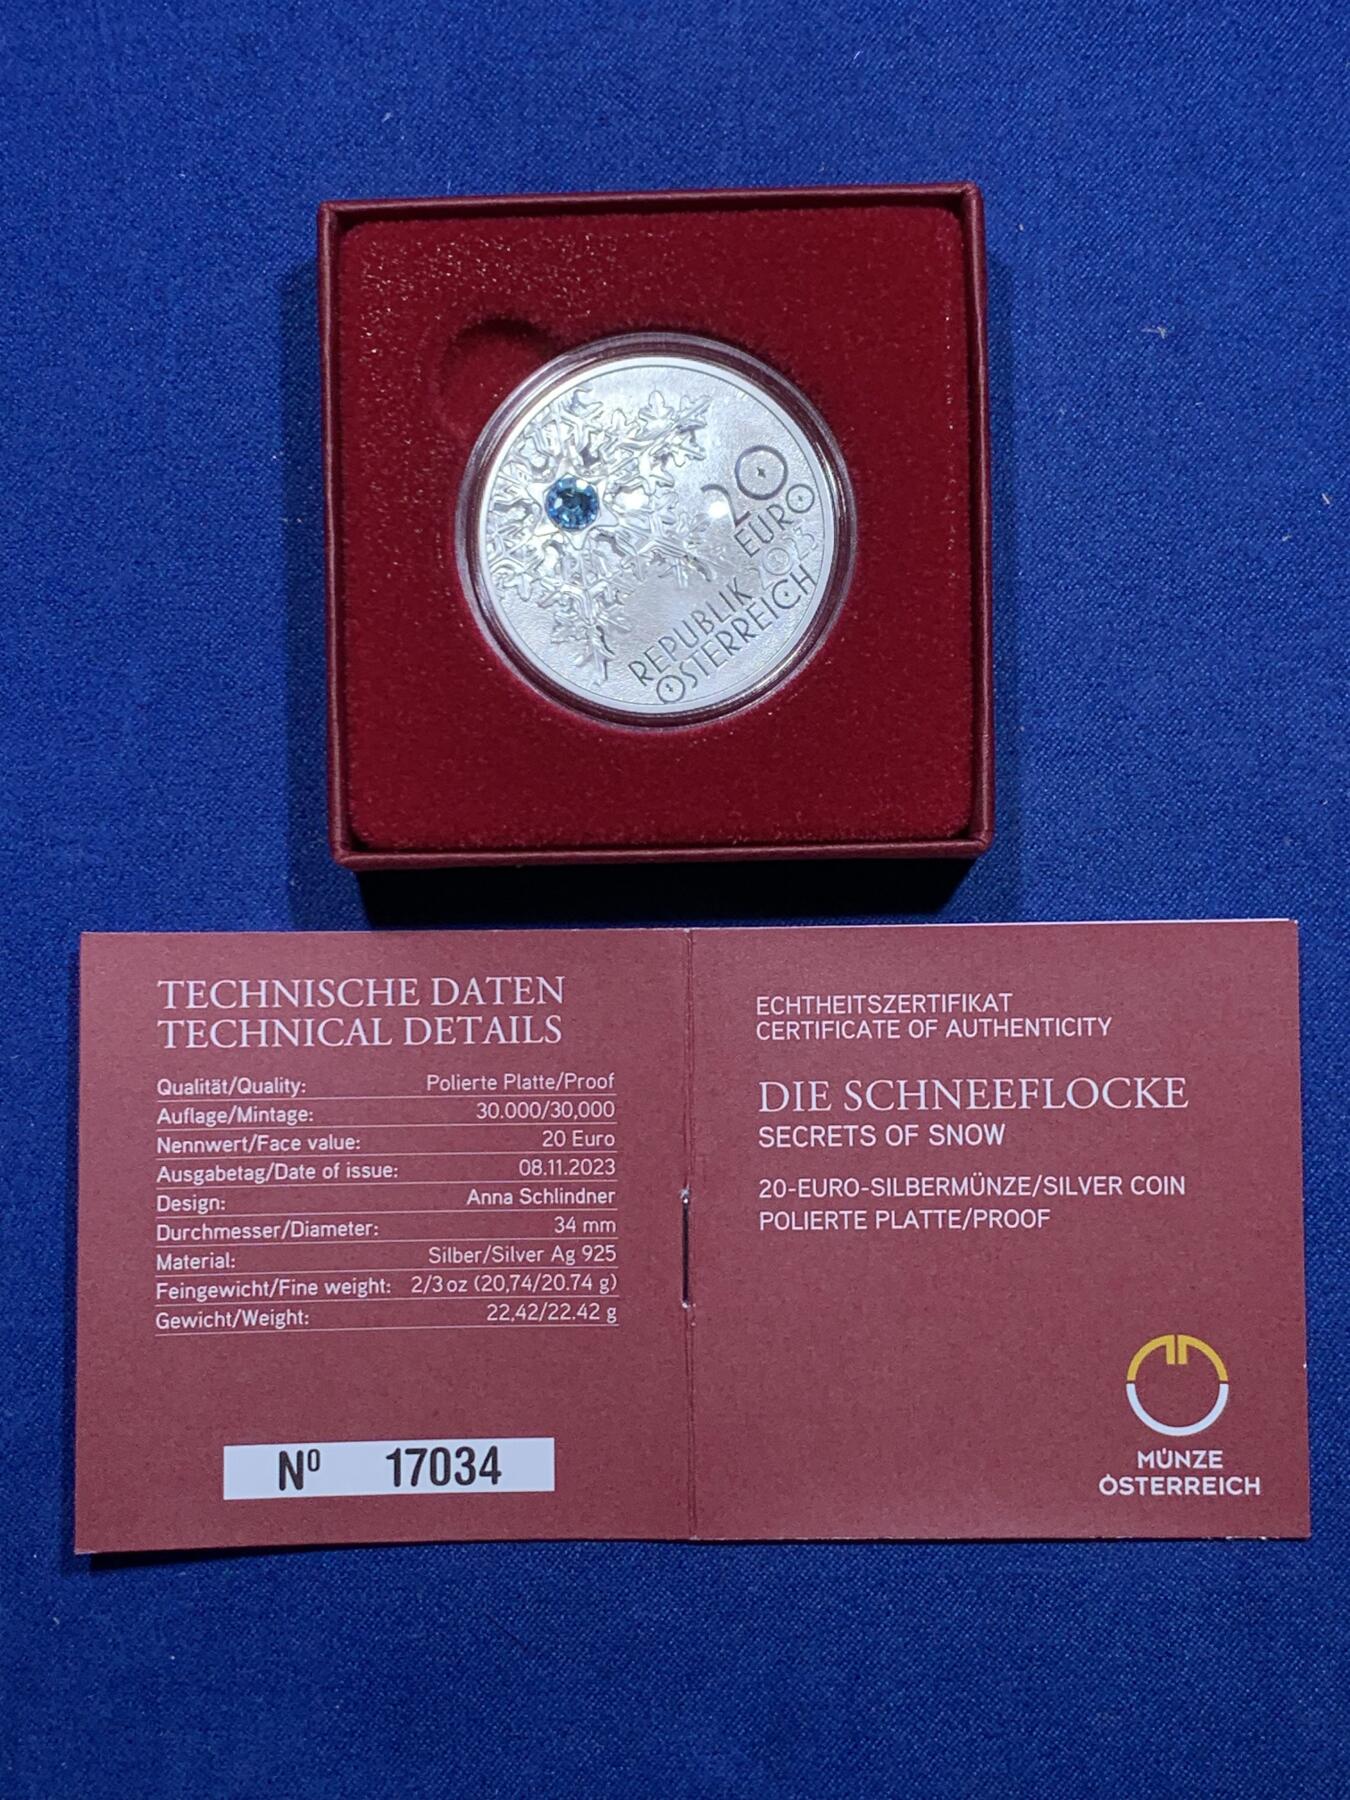 20
EURO
2023
REPUBLIK
ÖSTERREICH
TECHNISCHE DATEN
TECHNICAL DETAILS
Qualität/Quality: Polierte Platte/Proof
Auflage/Mintage: 30.000/30,000
Nennwert/Face value: 20 Euro
Ausgabetag/Date of issue: 08.11.2023
Design: Anna Schlindner
Durchmesser/Diameter: 34 mm
Material: Silber/Silver Ag 925
Feingewicht/Fine weight: 2/3 oz (20,74/20.74 g)
Gewicht/Weight: 22,42/22.42 g
Nº 17034
ECHTHEITSZERTIFIKAT
CERTIFICATE OF AUTHENTICITY
DIE SCHNEEFLOCKE
SECRETS OF SNOW
20-EURO-SILBERMÜNZE/SILVER COIN
POLIERTE PLATTE/PROOF
MÜNZE
ÖSTERREICH